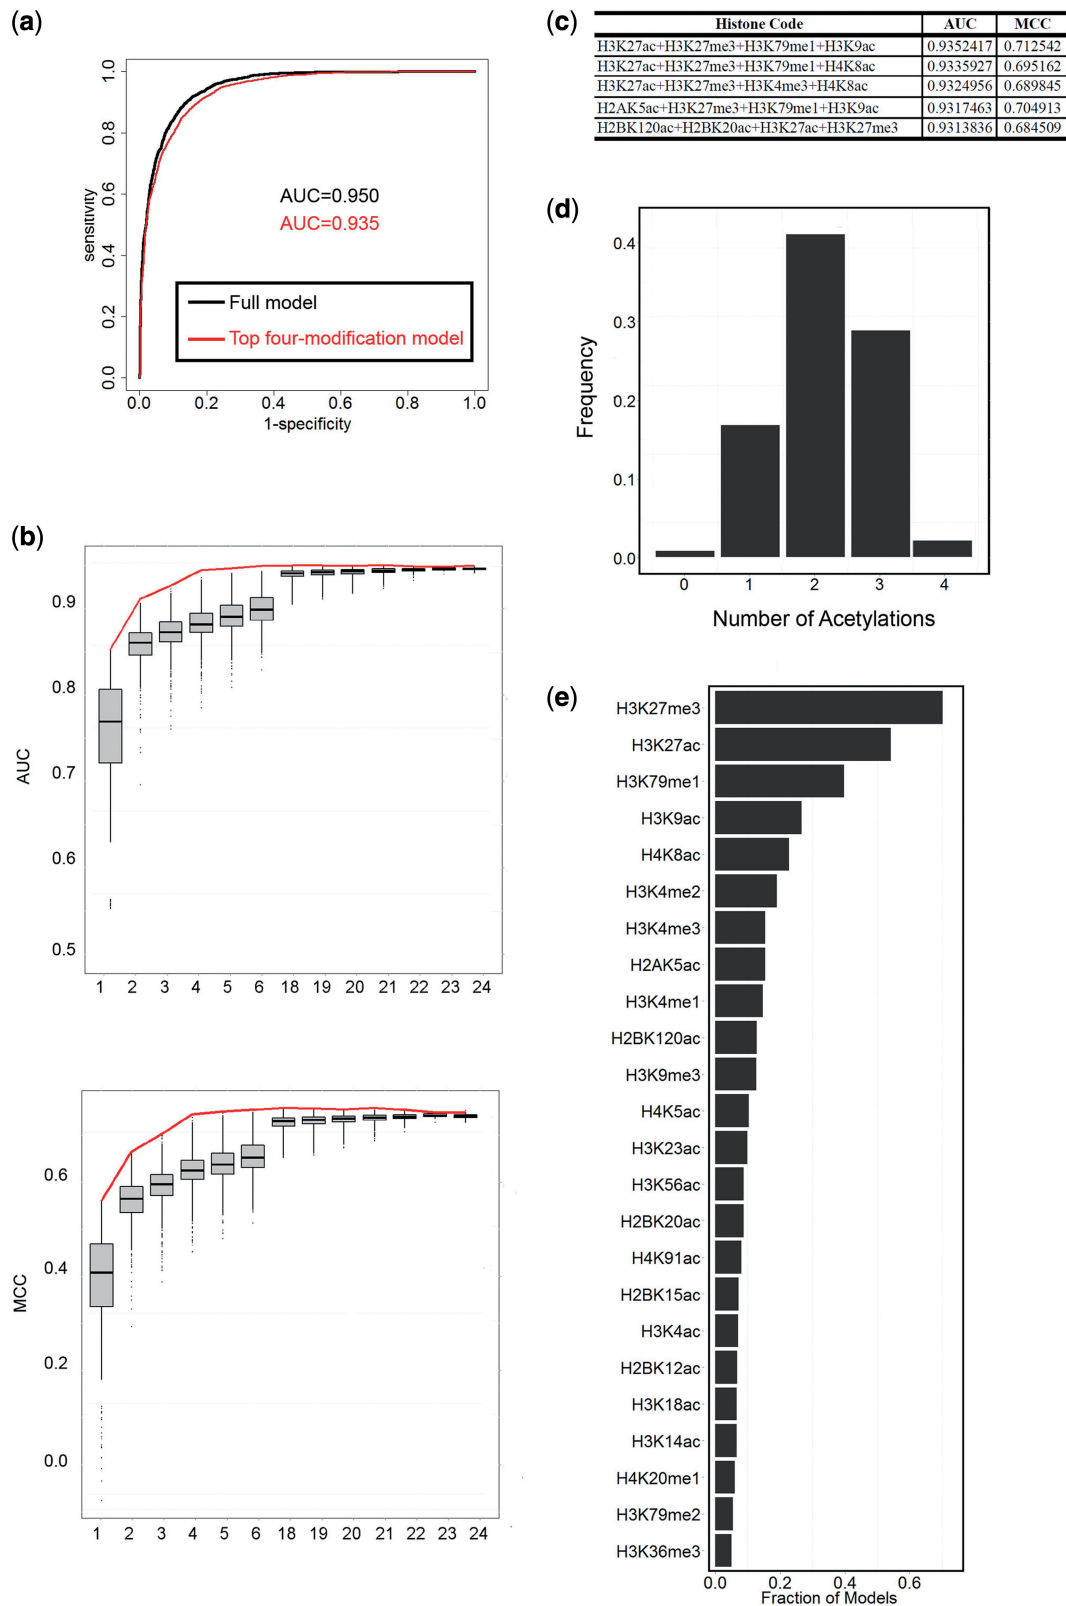 (a)
1.0
0.8
0.6
0.4
0.2
0.0
sensitivity
AUC=0.950
AUC=0.935
Full model
Top four-modification model
0.0 0.2 0.4 0.6 0.8 1.0
1-specificity
(b)
0.9
0.8
0.7
0.6
0.5
AUC
1 2 3 4 5 6 18 19 20 21 22 23 24
0.6
0.4
0.2
0.0
MCC
1 2 3 4 5 6 18 19 20 21 22 23 24
(c)
Histone Code AUC MCC
H3K27ac+H3K27me3+H3K79me1+H3K9ac 0.9352417 0.712542
H3K27ac+H3K27me3+H3K79me1+H4K8ac 0.9335927 0.695162
H3K27ac+H3K27me3+H3K4me3+H4K8ac 0.9324956 0.689845
H2AK5ac+H3K27me3+H3K79me1+H3K9ac 0.9317463 0.704913
H2BK120ac+H2BK20ac+H3K27ac+H3K27me3 0.9313836 0.684509
(d)
0.4
0.3
0.2
0.1
0.0
Frequency
0 1 2 3 4
Number of Acetylations
(e)
H3K27me3
H3K27ac
H3K79me1
H3K9ac
H4K8ac
H3K4me2
H3K4me3
H2AK5ac
H3K4me1
H2BK120ac
H3K9me3
H4K5ac
H3K23ac
H3K56ac
H2BK20ac
H4K91ac
H2BK15ac
H3K4ac
H2BK12ac
H3K18ac
H3K14ac
H4K20me1
H3K79me2
H3K36me3
0.0 0.2 0.4 0.6
Fraction of Models